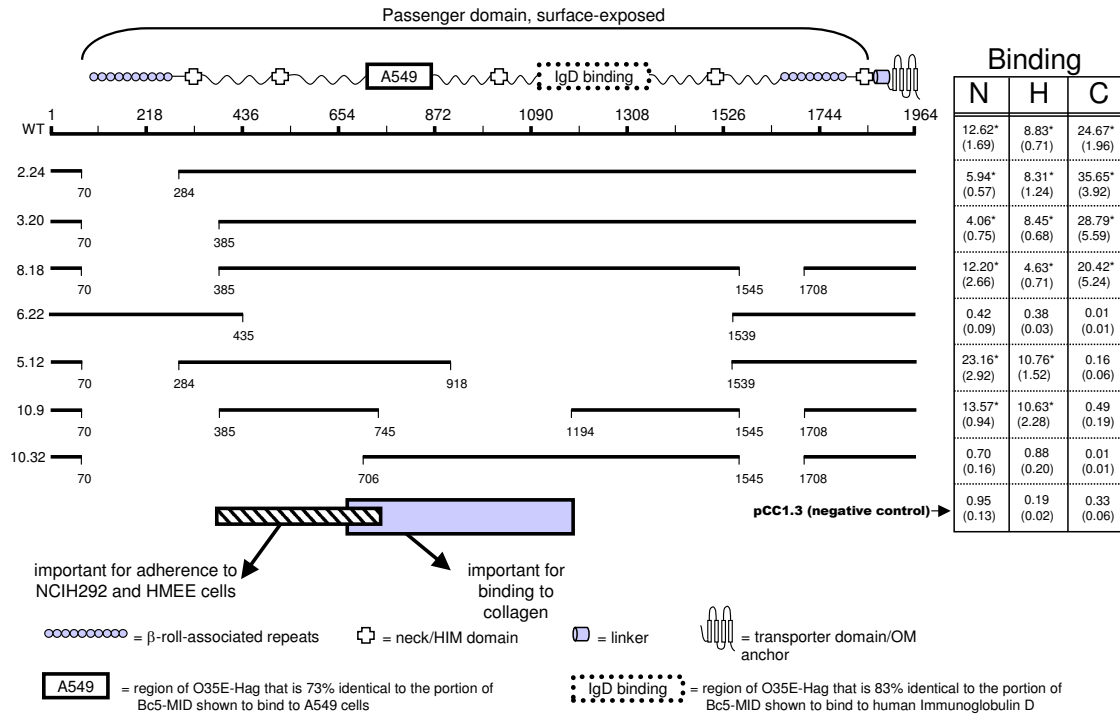 Passenger domain, surface-exposed
A549
IgD binding
Binding
N H C
1 218 436 654 872 1090 1308 1526 1744 1964
WT
12.62* 8.83* 24.67*
(1.69) (0.71) (1.96)
2.24
70 284
5.94* 8.31* 35.65*
(0.57) (1.24) (3.92)
3.20
70 385
4.06* 8.45* 28.79*
(0.75) (0.68) (5.59)
8.18
70 385 1545 1708
12.20* 4.63* 20.42*
(2.66) (0.71) (5.24)
6.22
435 1539
0.42 0.38 0.01
(0.09) (0.03) (0.01)
5.12
70 284 918 1539
23.16* 10.76* 0.16
(2.92) (1.52) (0.06)
10.9
70 385 745 1194 1545 1708
13.57* 10.63* 0.49
(0.94) (2.28) (0.19)
10.32
70 706 1545 1708
0.70 0.88 0.01
(0.16) (0.20) (0.01)
pCC1.3 (negative control)
0.95 0.19 0.33
(0.13) (0.02) (0.06)
important for adherence to
NCIH292 and HMEE cells
important for
binding to
collagen
= β-roll-associated repeats
= neck/HIM domain
= linker
= transporter domain/OM
anchor
A549
= region of O35E-Hag that is 73% identical to the portion of
Bc5-MID shown to bind to A549 cells
IgD binding
= region of O35E-Hag that is 83% identical to the portion of
Bc5-MID shown to bind to human Immunoglobulin D